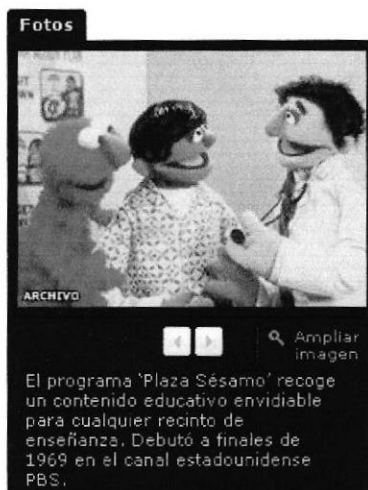 Fotos
ARCHIVO
Ampliar
imagen
El programa 'Plaza Sésamo' recoge
un contenido educativo envidiable
para cualquier recinto de
enseñanza. Debutó a finales de
1969 en el canal estadounidense
PBS.